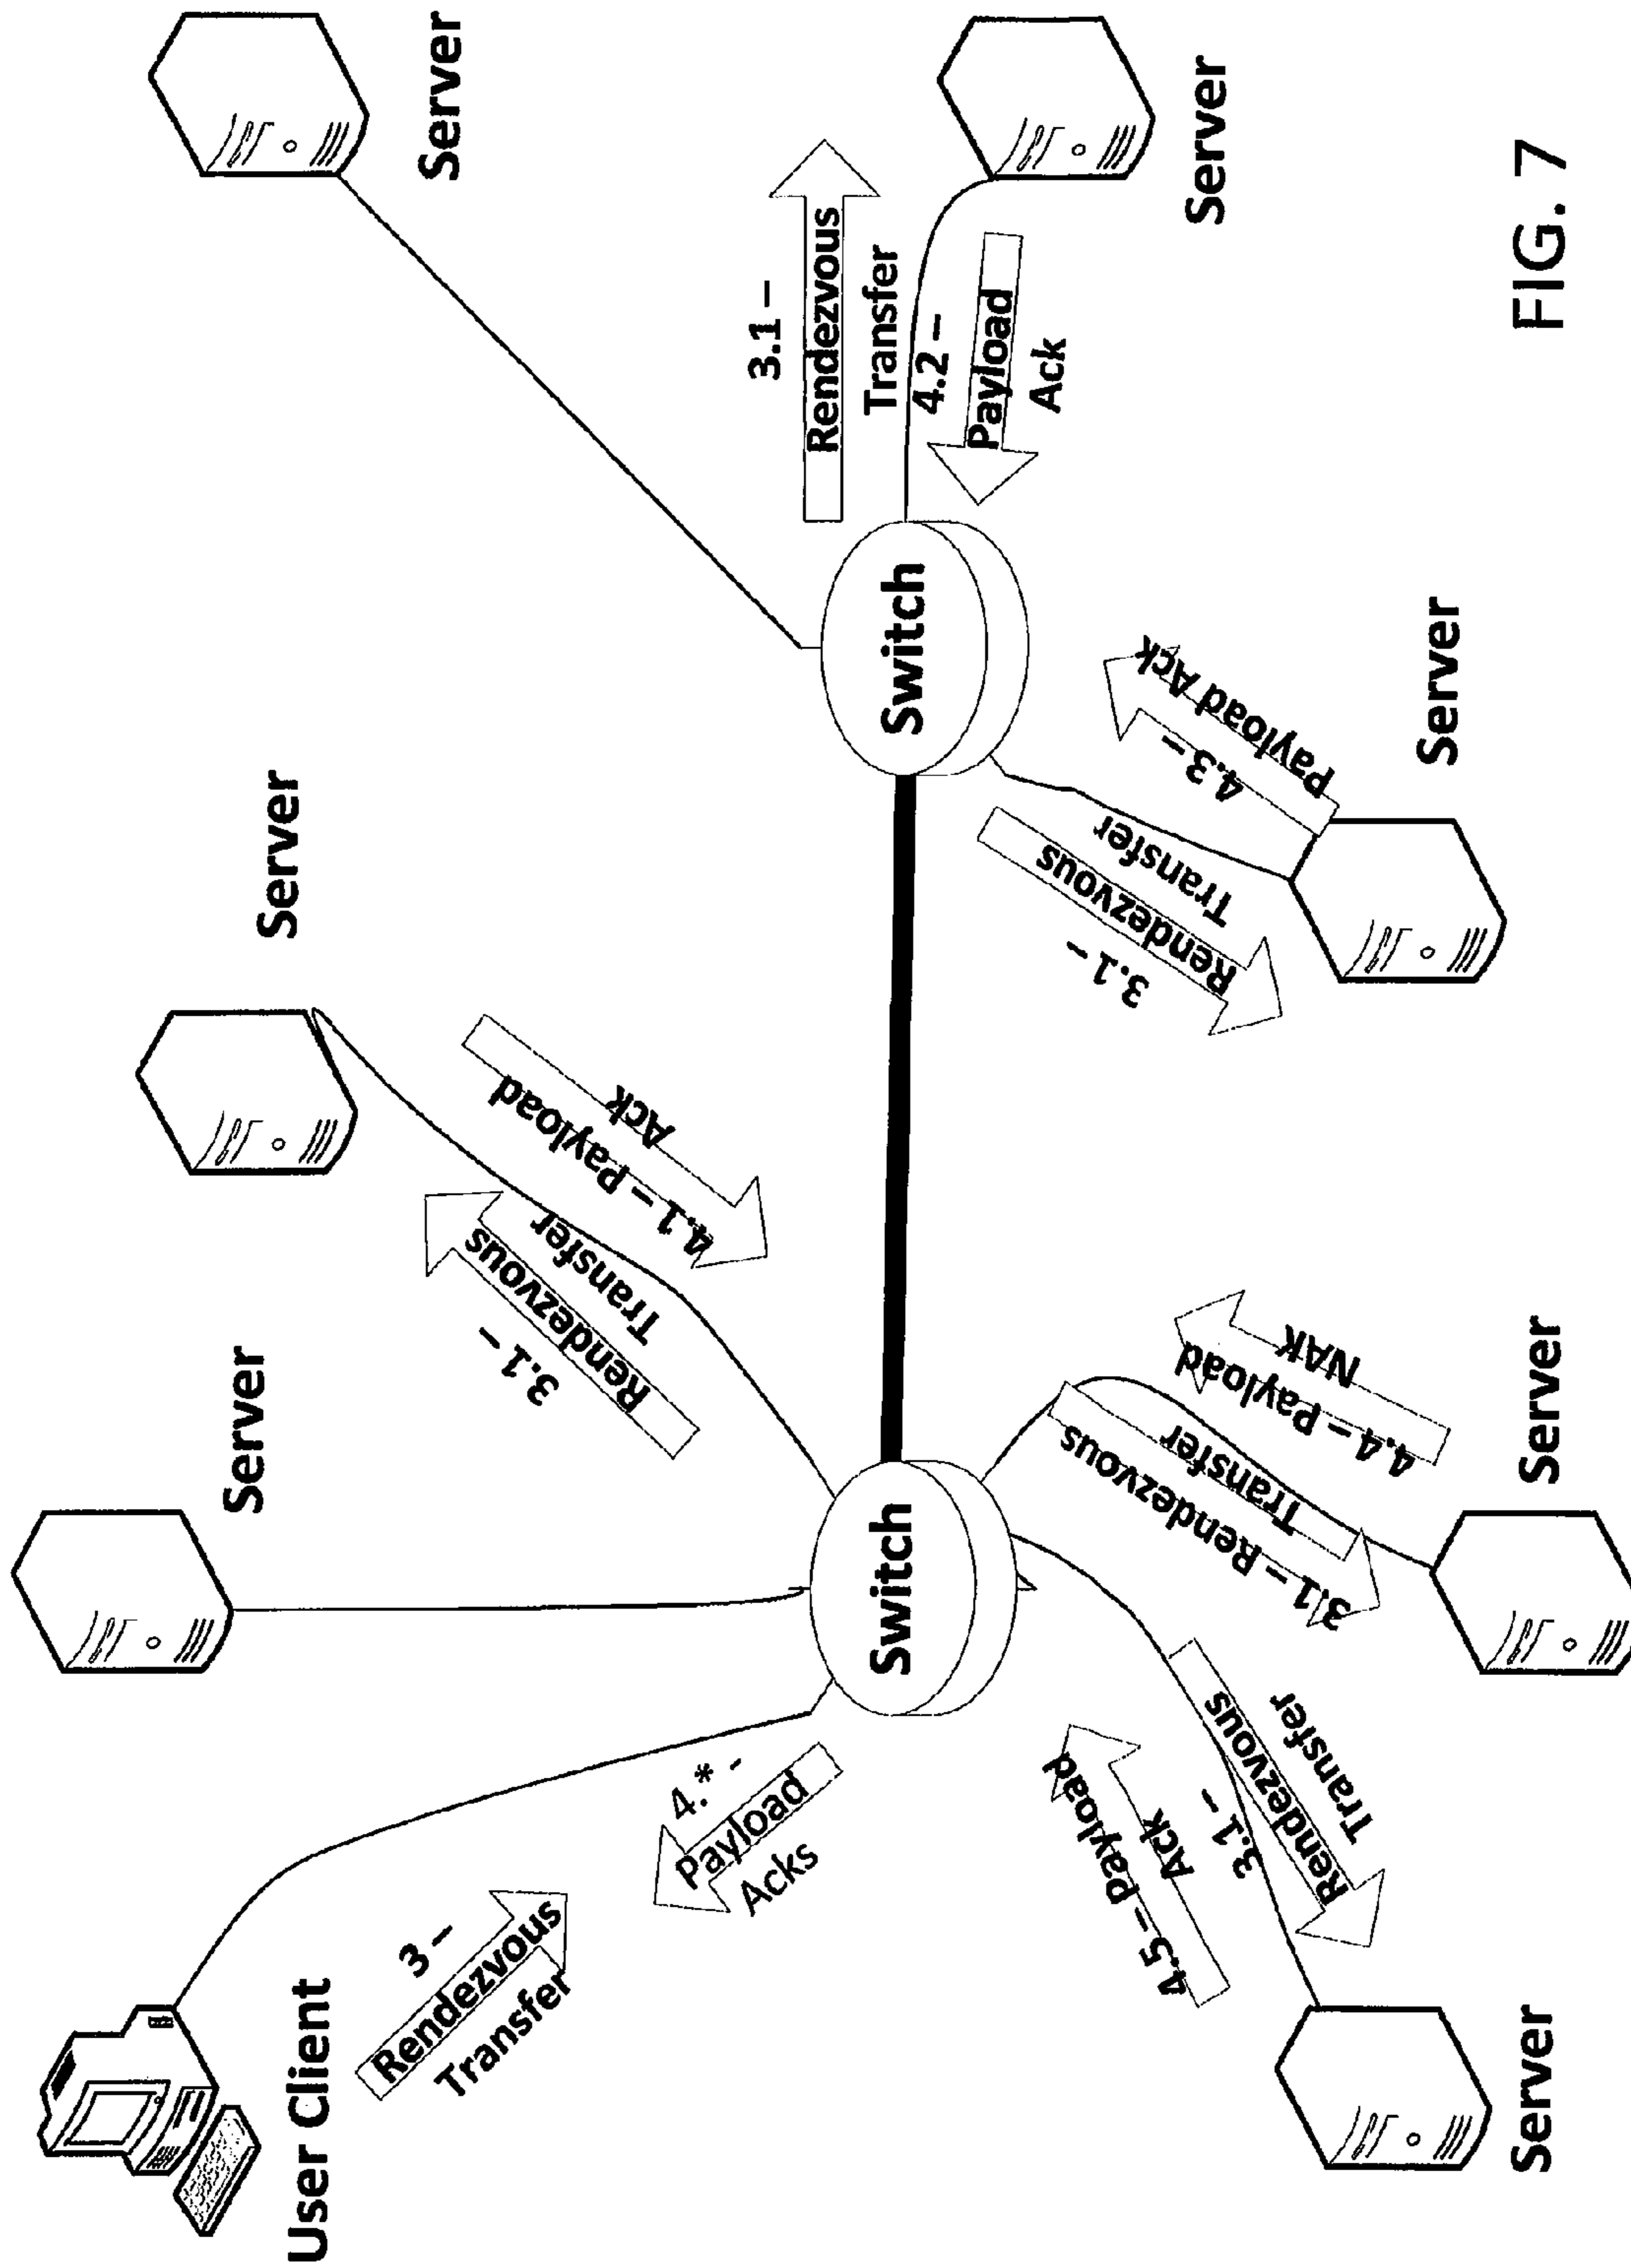 Server
Server
User Client
Server
3 –
Rendezvous
Transfer
3.1 –
Rendezvous
Transfer
4.1 – Payload
Ack
4.* -
Payload
Acks
3.1 –
Rendezvous
Transfer
4.2 –
Payload
Ack
Switch
Switch
4.5 – Payload
Ack
3.1 –
Rendezvous
Transfer
3.1 – Rendezvous
Transfer
4.4 – Payload
NAK
3.1 –
Rendezvous
Transfer
4.3 –
Payload Ack
Server
Server
Server
Server
FIG. 7